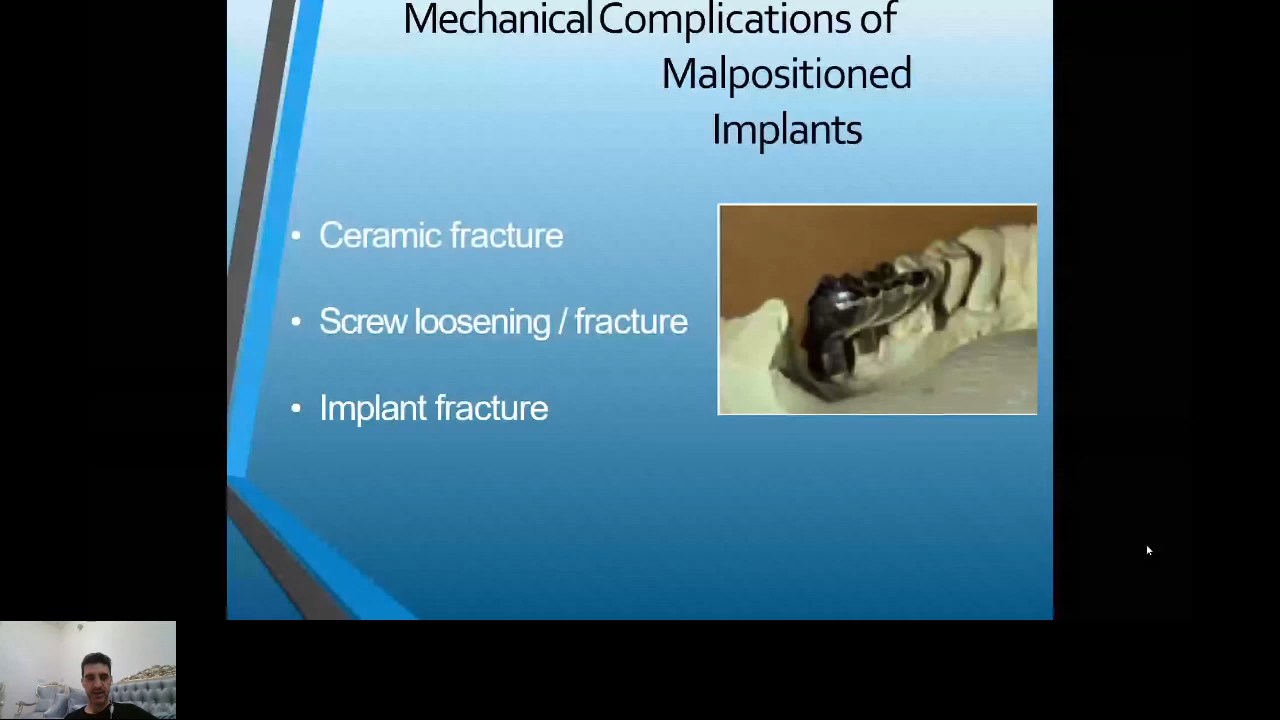 Mechanical Complications of
Malpositioned
Implants
• Ceramic fracture
• Screw loosening / fracture
• Implant fracture